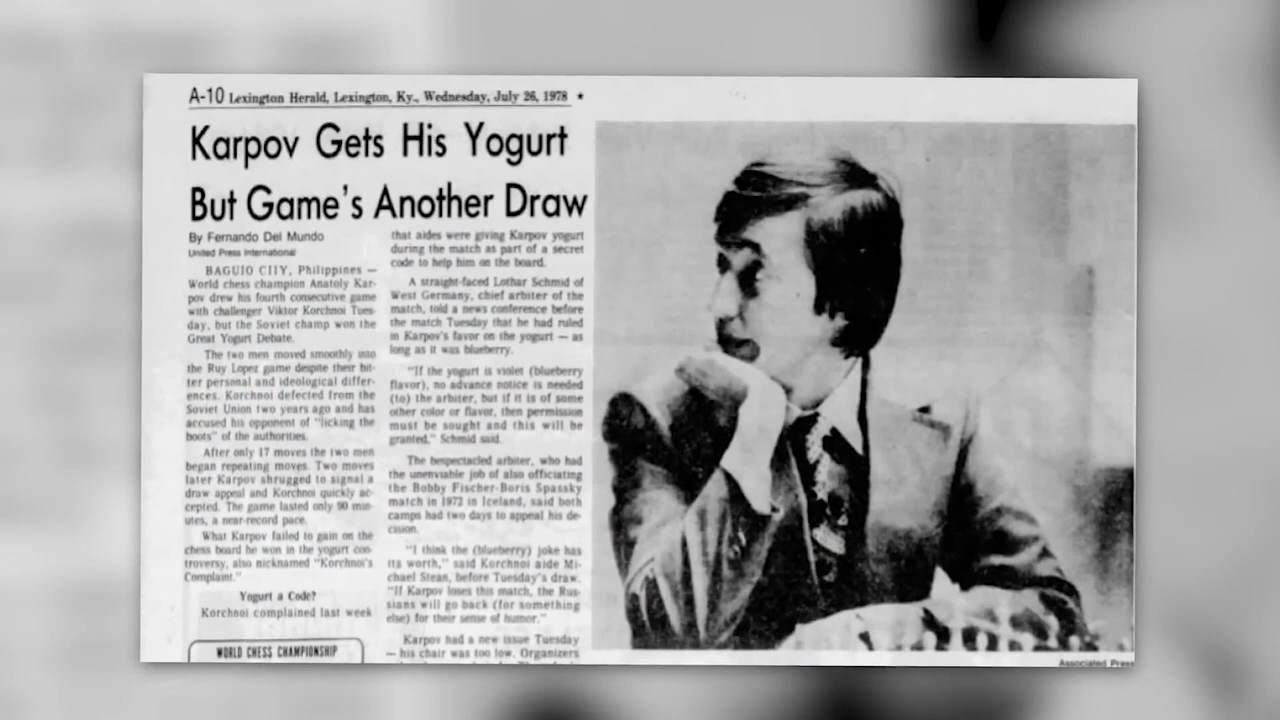 A-10 Lexington Herald, Lexington, Ky., Wednesday, July 26, 1978 ★
Karpov Gets His Yogurt
But Game's Another Draw
By Fernando Del Mundo
United Press International
BAGUIO CITY, Philippines —
World chess champion Anatoly Kar-
pov drew his fourth consecutive game
with challenger Viktor Korchnoi Tues-
day, but the Soviet champ won the
Great Yogurt Debate.
The two men moved smoothly into
the Ruy Lopez game despite their bit-
ter personal and ideological differ-
ences. Korchnoi defected from the
Soviet Union two years ago and has
accused his opponent of "licking the
boots" of the authorities.
After only 17 moves the two men
began repeating moves. Two moves
later Karpov shrugged to signal a
draw appeal and Korchnoi quickly ac-
cepted. The game lasted only 90 min-
utes, a near-record pace.
What Karpov failed to gain on the
chess board he won in the yogurt con-
troversy, also nicknamed "Korchnoi's
Complaint."
Yogurt a Code?
Korchnoi complained last week
WORLD CHESS CHAMPIONSHIP
that aides were giving Karpov yogurt
during the match as part of a secret
code to help him on the board.
A straight-faced Lothar Schmid of
West Germany, chief arbiter of the
match, told a news conference before
the match Tuesday that he had ruled
in Karpov's favor on the yogurt — as
long as it was blueberry.
"If the yogurt is violet (blueberry
flavor), no advance notice is needed
(to) the arbiter, but if it is of some
other color or flavor, then permission
must be sought and this will be
granted," Schmid said.
The bespectacled arbiter, who had
the unenviable job of also officiating
the Bobby Fischer-Boris Spassky
match in 1972 in Iceland, said both
camps had two days to appeal his de-
cision.
"I think the (blueberry) joke has
its worth," said Korchnoi aide Mi-
chael Stean, before Tuesday's draw.
"If Karpov loses this match, the Rus-
sians will go back (for something
else) for their sense of humor."
Karpov had a new issue Tuesday
— his chair was too low. Organizers
Associated Press